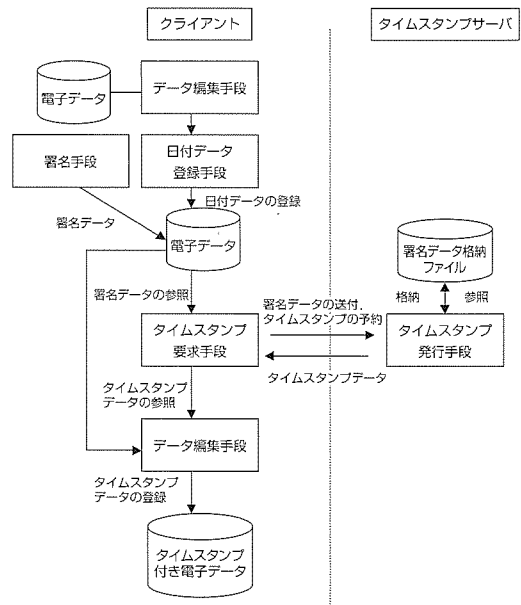 クライアント
タイムスタンプサーバ
電子データ
データ編集手段
署名手段
日付データ
登録手段
日付データの登録
署名データ
電子データ
署名データ格納
ファイル
署名データの参照
格納
参照
署名データの送付,
タイムスタンプの予約
タイムスタンプ
要求手段
タイムスタンプ
発行手段
タイムスタンプデータ
タイムスタンプ
データの参照
データ編集手段
タイムスタンプ
データの登録
タイムスタンプ
付き電子データ